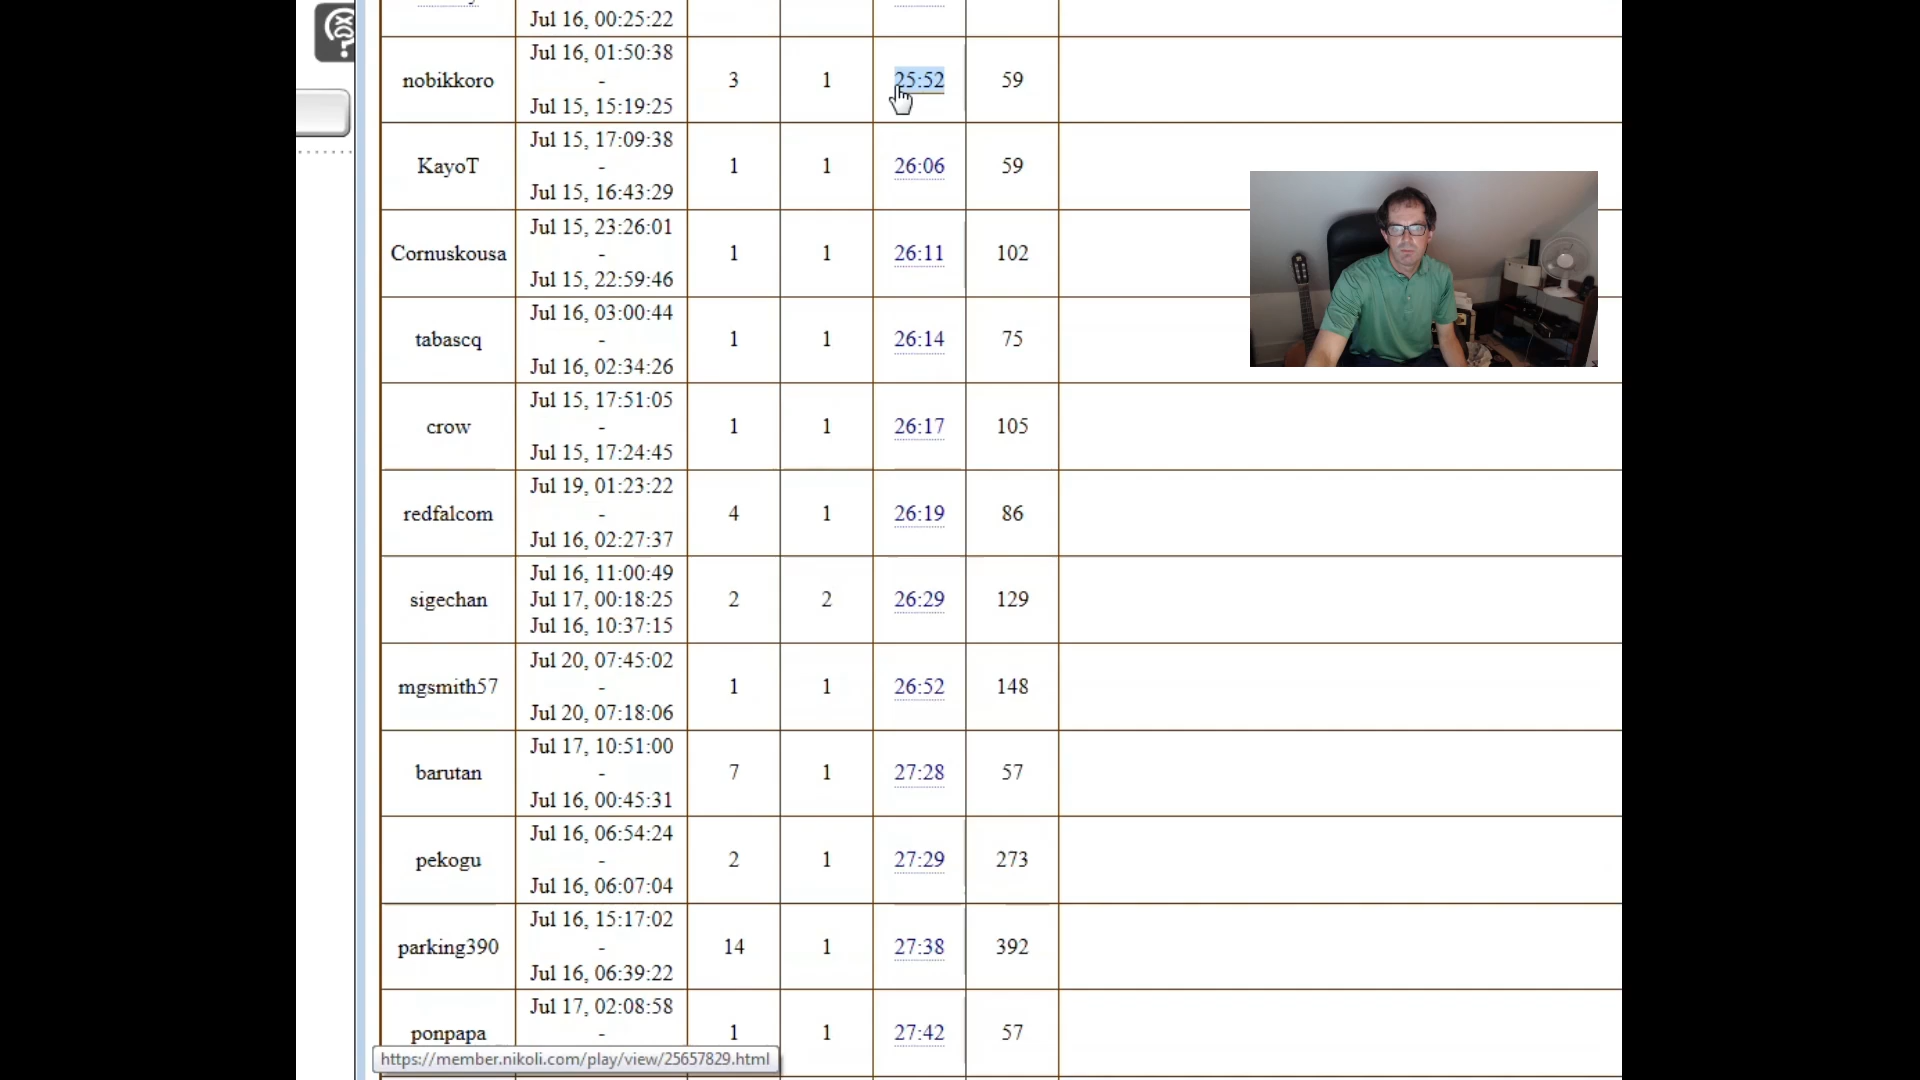 Jul 16, 00:25:22
nobikkoro
Jul 16, 01:50:38
-
Jul 15, 15:19:25
3
1
25:52
59
KayoT
Jul 15, 17:09:38
-
Jul 15, 16:43:29
1
1
26:06
59
Cornuskousa
Jul 15, 23:26:01
-
Jul 15, 22:59:46
1
1
26:11
102
tabascq
Jul 16, 03:00:44
-
Jul 16, 02:34:26
1
1
26:14
75
crow
Jul 15, 17:51:05
-
Jul 15, 17:24:45
1
1
26:17
105
redfalcom
Jul 19, 01:23:22
-
Jul 16, 02:27:37
4
1
26:19
86
sigechan
Jul 16, 11:00:49
Jul 17, 00:18:25
Jul 16, 10:37:15
2
2
26:29
129
mgsmith57
Jul 20, 07:45:02
-
Jul 20, 07:18:06
1
1
26:52
148
barutan
Jul 17, 10:51:00
-
Jul 16, 00:45:31
7
1
27:28
57
pekogu
Jul 16, 06:54:24
-
Jul 16, 06:07:04
2
1
27:29
273
parking390
Jul 16, 15:17:02
-
Jul 16, 06:39:22
14
1
27:38
392
ponpapa
Jul 17, 02:08:58
-
1
1
27:42
57
https://member.nikoli.com/play/view/25657829.html